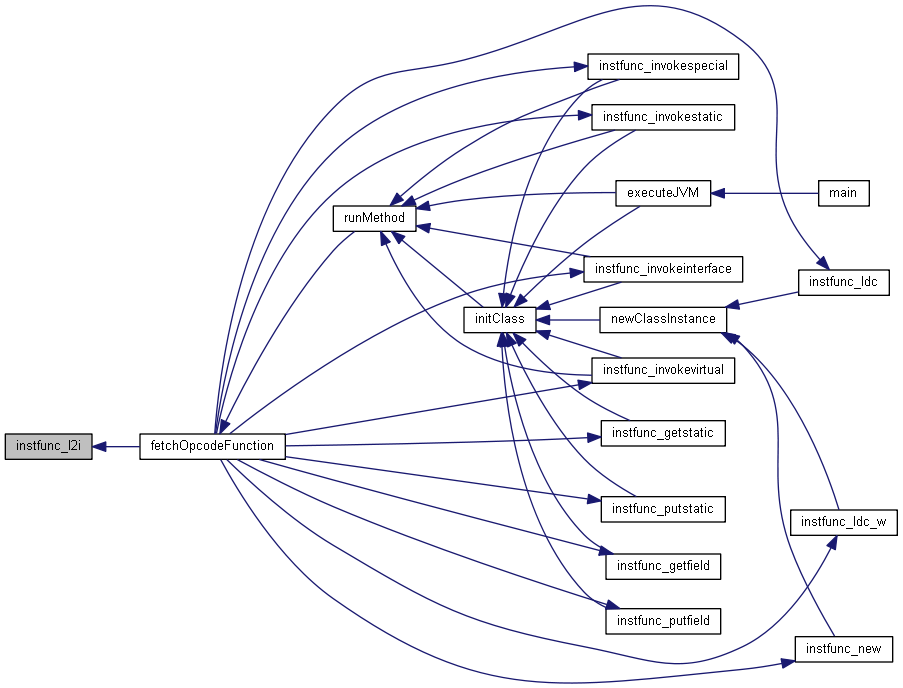 instfunc_invokespecial
instfunc_invokestatic
executeJVM
main
runMethod
instfunc_invokeinterface
instfunc_ldc
initClass
newClassInstance
instfunc_invokevirtual
instfunc_getstatic
instfunc_l2i
fetchOpcodeFunction
instfunc_putstatic
instfunc_ldc_w
instfunc_getfield
instfunc_putfield
instfunc_new